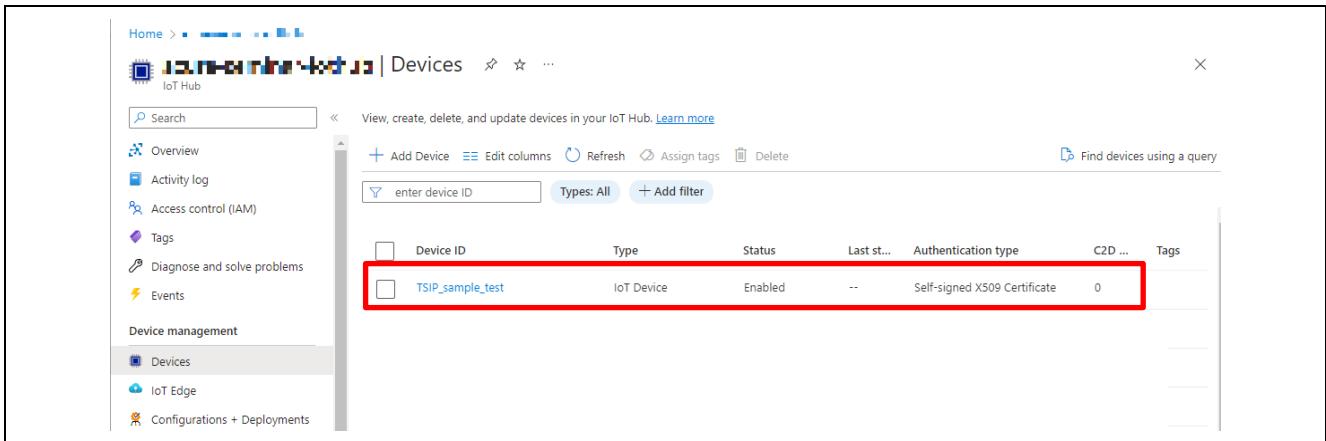 Home >
| Devices
IoT Hub
Search
View, create, delete, and update devices in your IoT Hub. Learn more
Overview
Activity log
Access control (IAM)
Tags
Diagnose and solve problems
Events
Device management
Devices
IoT Edge
Configurations + Deployments
+ Add Device Edit columns Refresh Assign tags Delete Find devices using a query
enter device ID Types: All + Add filter
Device ID Type Status Last st... Authentication type C2D ... Tags
TSIP_sample_test IoT Device Enabled -- Self-signed X509 Certificate 0